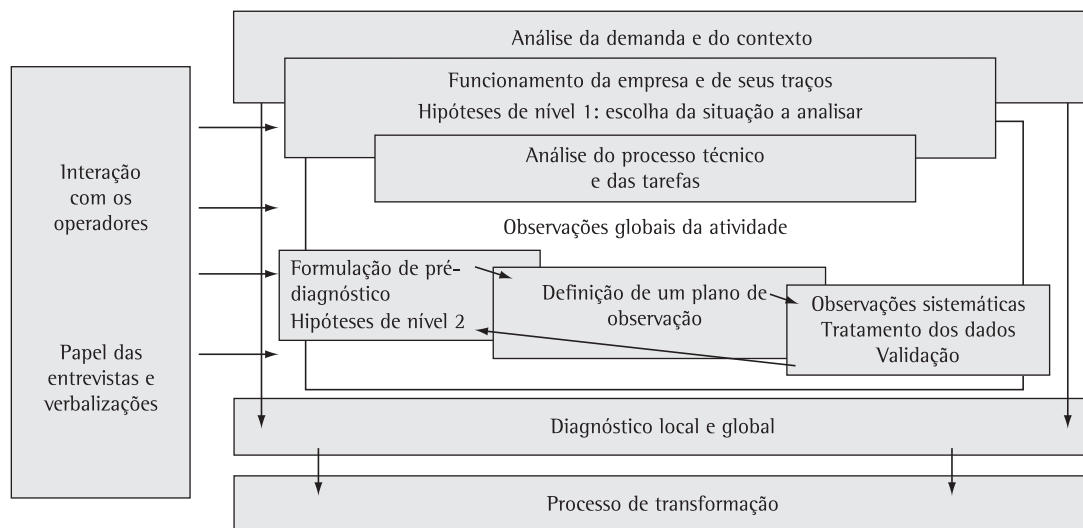 Análise da demanda e do contexto
Funcionamento da empresa e de seus traços
Hipóteses de nível 1: escolha da situação a analisar
Análise do processo técnico
e das tarefas
Interação
com os
operadores
Papel das
entrevistas e
verbalizações
Observações globais da atividade
Formulação de pré-
diagnóstico
Hipóteses de nível 2
Definição de um plano de
observação
Observações sistemáticas
Tratamento dos dados
Validação
Diagnóstico local e global
Processo de transformação